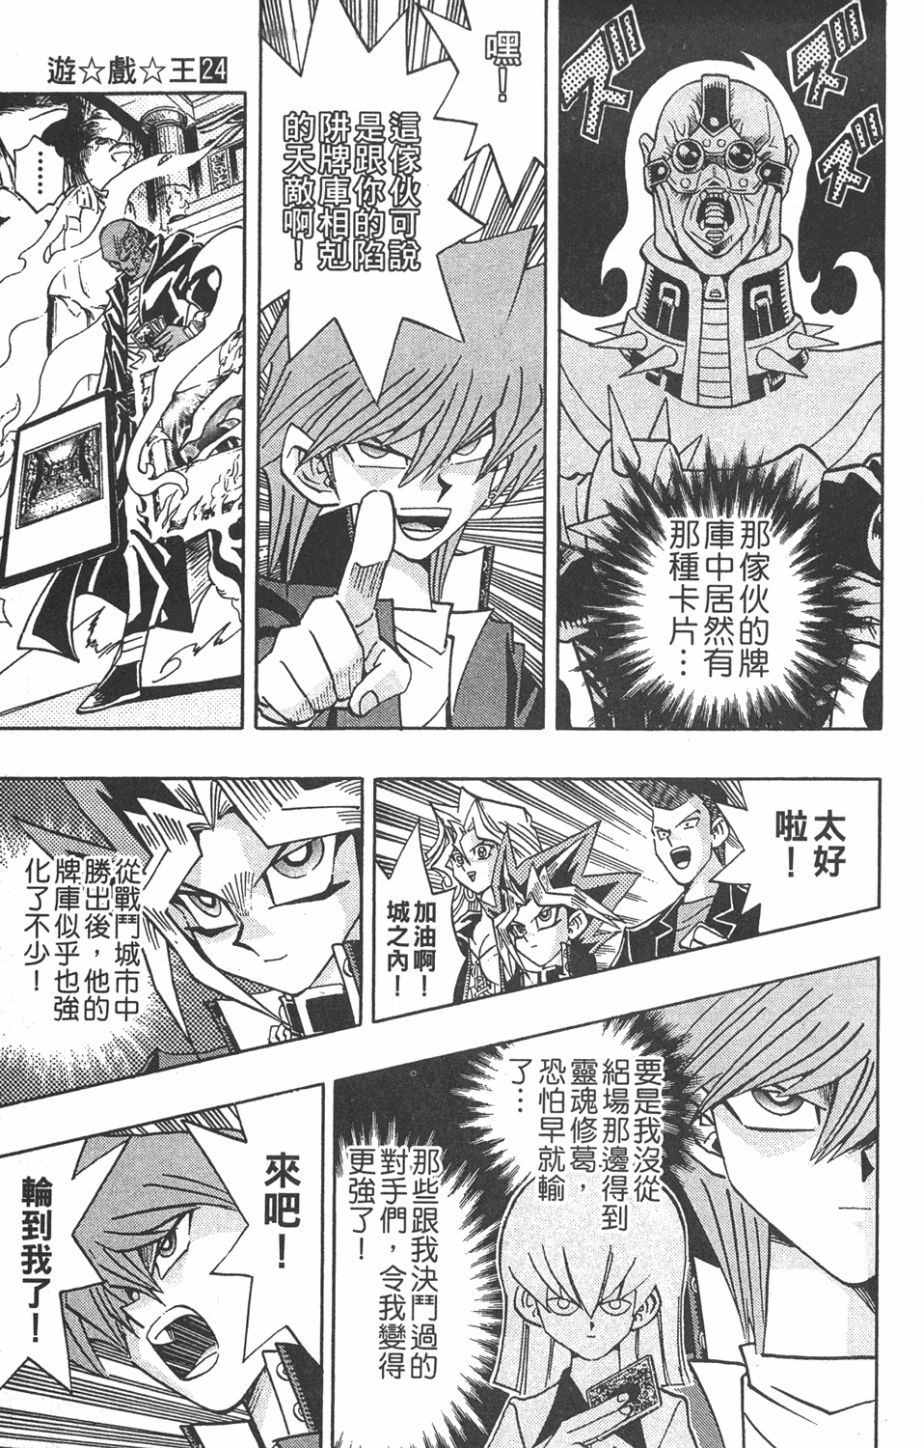 遊☆戲☆王24
ズズズ
ズズ
那傢伙的牌
庫中居然有
那種卡片…
嘿！
這傢伙可說
是跟你的陷
阱牌庫相剋
的天敵啊！
……
太好
啦！
加油啊！
城之內！
從戰鬥城市中
勝出後，他的
牌庫似乎也強
化了不少！
要是我沒從
絽場那邊得到
靈魂修葛，
恐怕早就輸
了…
那些跟我決鬥過的
對手們，令我變得
更強了！
來吧！
輪到我了！